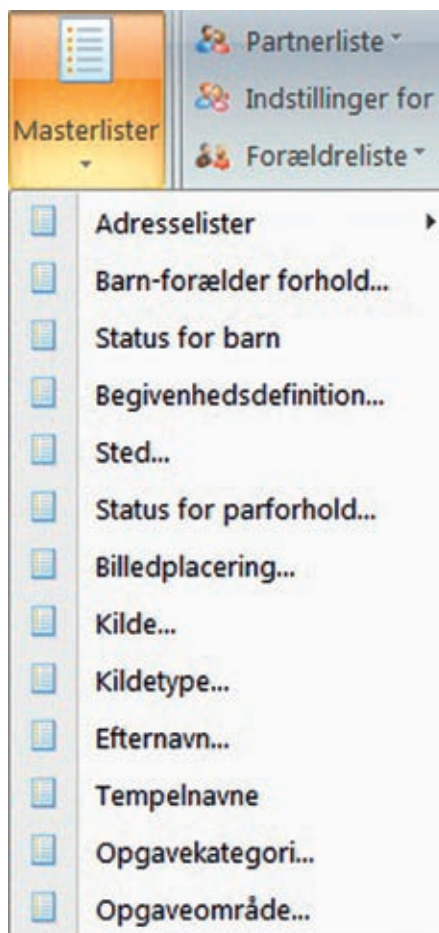 Masterlister
Partnerliste
Indstillinger for
Forældreliste
Adresselister
Barn-forælder forhold...
Status for barn
Begivenhedsdefinition...
Sted...
Status for parforhold...
Billedplacering...
Kilde...
Kildetype...
Efternavn...
Tempelnavne
Opgavekategori...
Opgaveområde...